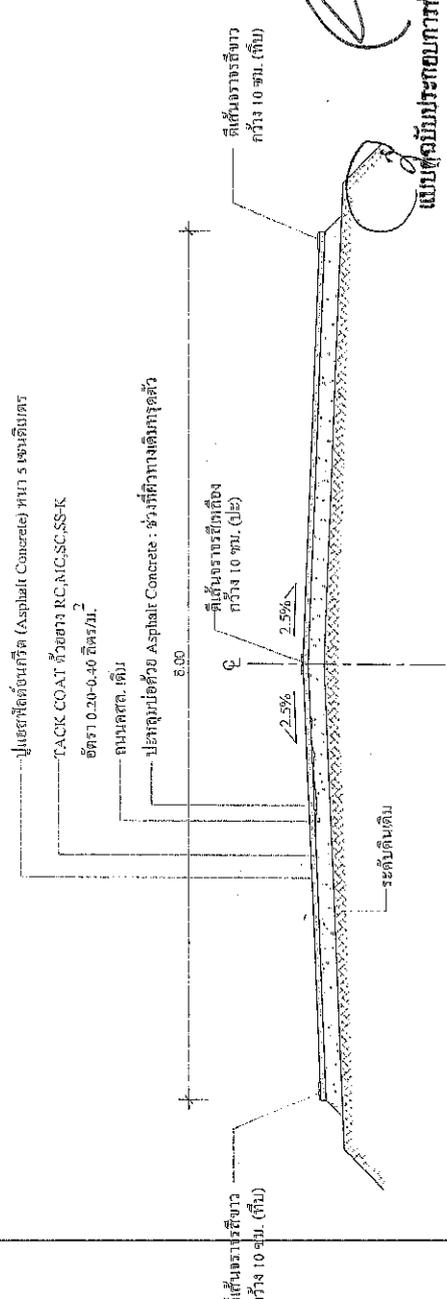 ปูแอสฟัลต์คอนกรีต (Asphalt Concrete) หนา 5 เซนติเมตร
TACK COAT ด้วยยาง RC,MC,SC,SS-K
อัตรา 0.20-0.40 ลิตร/ม.2
ถนนคสล. เดิม
ปะหลุมบ่อด้วย Asphalt Concrete : ช่วงที่ผิวทางเดิมทรุดตัว
8.00
ตีเส้นจราจรสีเหลือง
กว้าง 10 ซม. (ปะ)
ตีเส้นจราจรสีขาว
กว้าง 10 ซม. (ทึบ)
2.5%
2.5%
ตีเส้นจราจรสีขาว
กว้าง 10 ซม. (ทึบ)
ระดับดินเดิม